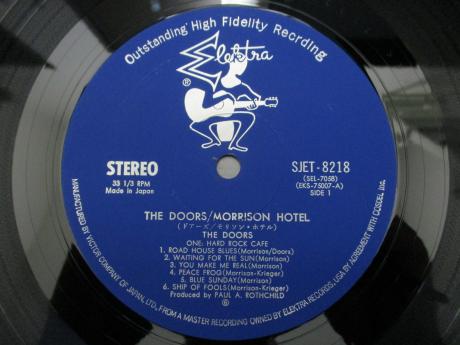 Outstanding High Fidelity Recrding
Elektra
®
STEREO
33 1/3 RPM
Made in Japan
SJET-8218
(SEL-7058)
(EKS-75007-A)
SIDE 1
THE DOORS/MORRISON HOTEL
(ドアーズ/モリソン・ホテル)
THE DOORS
ONE: HARD ROCK CAFE
1. ROAD HOUSE BLUES(Morrison/Doors)
2. WAITING FOR THE SUN(Morrison)
3. YOU MAKE ME REAL(Morrison)
4. PEACE FROG(Morrison-Krieger)
5. BLUE SUNDAY(Morrison)
6. SHIP OF FOOLS(Morrison-Krieger)
Produced by PAUL A. ROTHCHILD
MANUFACTURED BY VICTOR COMPANY OF JAPAN, LTD. FROM A MASTER RECORDING OWNED BY ELEKTRA RECORDS, USA BY AGREEMENT WITH COSDEL Inc.